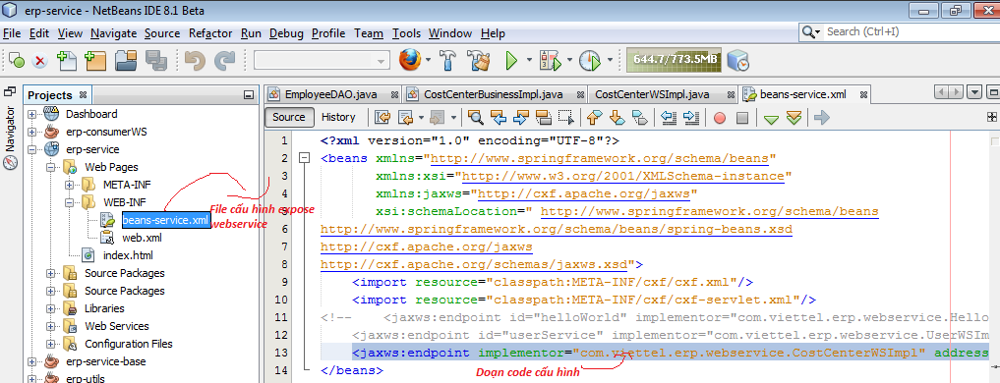 erp-service - NetBeans IDE 8.1 Beta
File Edit View Navigate Source Refactor Run Debug Profile Team Tools Window Help
Search (Ctrl+I)
644.7/773.5MB
Projects
Navigator
Dashboard
erp-consumerWS
erp-service
Web Pages
META-INF
WEB-INF
beans-service.xml
web.xml
index.html
Source Packages
Source Packages
Libraries
Web Services
Configuration Files
erp-service-base
erp-utils
File cấu hình expose
webservice
EmployeeDAO.java CostCenterBusinessImpl.java CostCenterWSImpl.java beans-service.xml
Source History
1 <?xml version="1.0" encoding="UTF-8"?>
2 <beans xmlns="http://www.springframework.org/schema/beans"
3 xmlns:xsi="http://www.w3.org/2001/XMLSchema-instance"
4 xmlns:jaxws="http://cxf.apache.org/jaxws"
xsi:schemaLocation=" http://www.springframework.org/schema/beans
6 http://www.springframework.org/schema/beans/spring-beans.xsd
7 http://cxf.apache.org/jaxws
8 http://cxf.apache.org/schemas/jaxws.xsd">
9 <import resource="classpath:META-INF/cxf/cxf.xml"/>
10 <import resource="classpath:META-INF/cxf/cxf-servlet.xml"/>
11 <!-- <jaxws:endpoint id="helloWorld" implementor="com.viettel.erp.webservice.Hello
12 <jaxws:endpoint id="userService" implementor="com.viettel.erp.webservice.UserWSIm
13 <jaxws:endpoint implementor="com.viettel.erp.webservice.CostCenterWSImpl" address
14 </beans>
Doạn code cấu hình